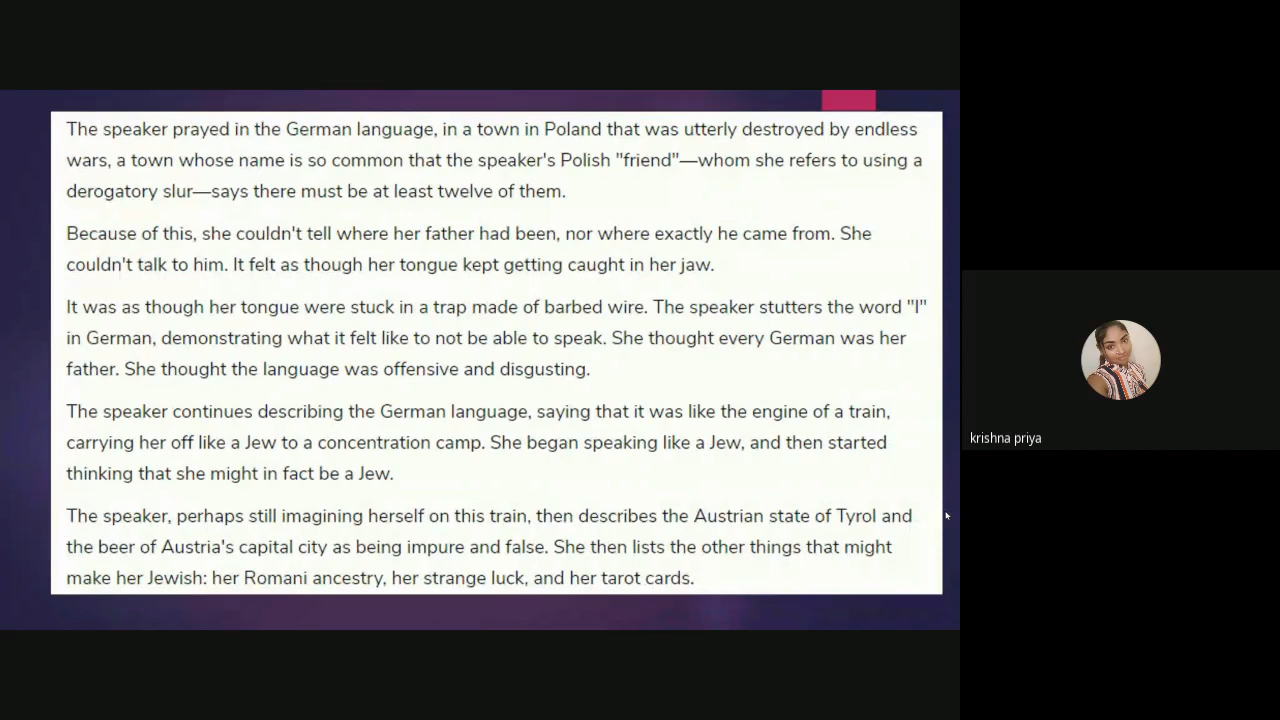 The speaker prayed in the German language, in a town in Poland that was utterly destroyed by endless
wars, a town whose name is so common that the speaker's Polish "friend"—whom she refers to using a
derogatory slur—says there must be at least twelve of them.
Because of this, she couldn't tell where her father had been, nor where exactly he came from. She
couldn't talk to him. It felt as though her tongue kept getting caught in her jaw.
It was as though her tongue were stuck in a trap made of barbed wire. The speaker stutters the word "I"
in German, demonstrating what it felt like to not be able to speak. She thought every German was her
father. She thought the language was offensive and disgusting.
The speaker continues describing the German language, saying that it was like the engine of a train,
carrying her off like a Jew to a concentration camp. She began speaking like a Jew, and then started
thinking that she might in fact be a Jew.
The speaker, perhaps still imagining herself on this train, then describes the Austrian state of Tyrol and
the beer of Austria's capital city as being impure and false. She then lists the other things that might
make her Jewish: her Romani ancestry, her strange luck, and her tarot cards.
krishna priya